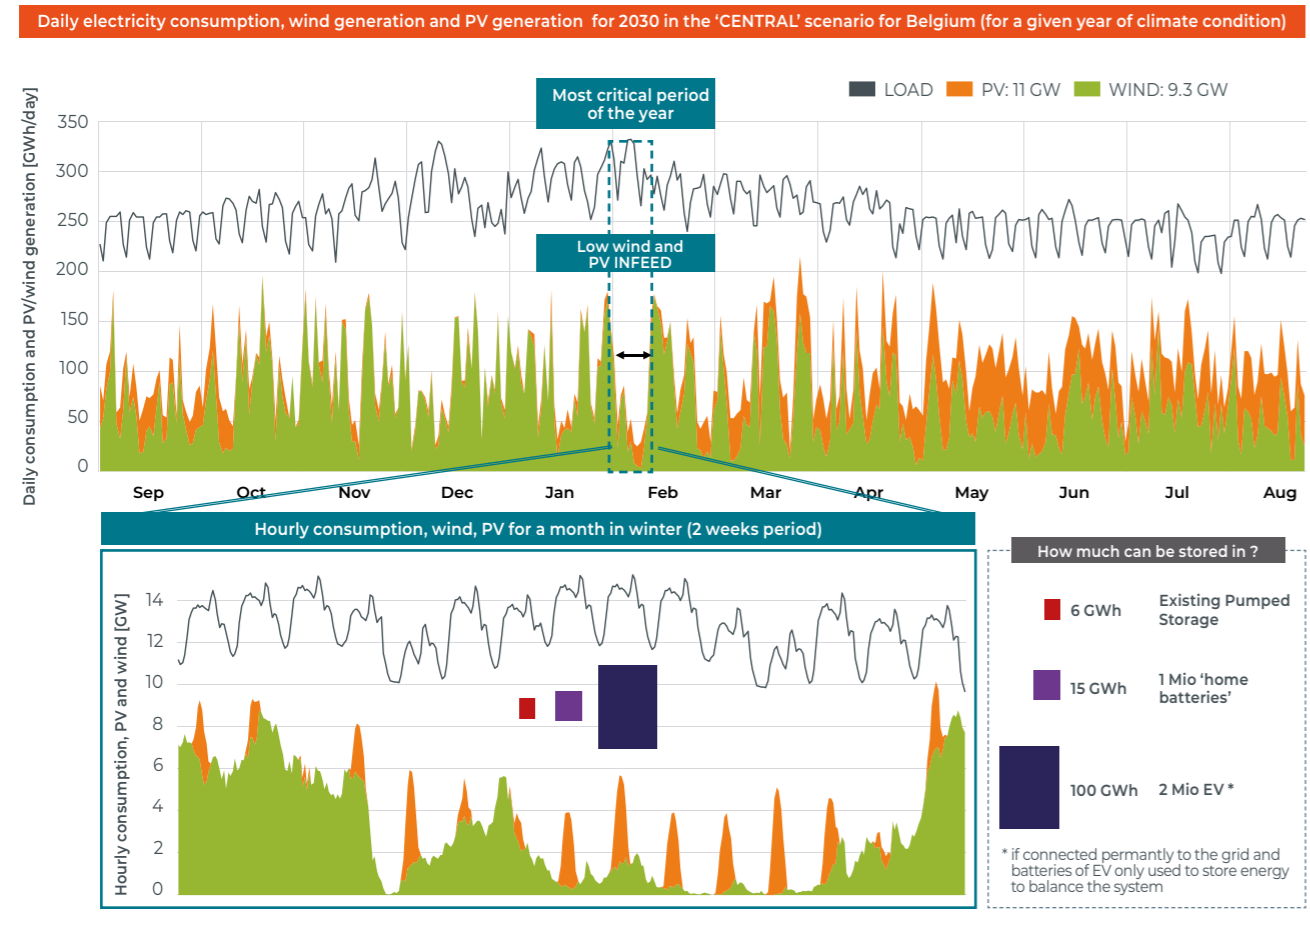 Daily electricity consumption, wind generation and PV generation for 2030 in the ‘CENTRAL’ scenario for Belgium (for a given year of climate condition)
Daily consumption and PV/wind generation [GWh/day]
Most critical period
of the year
LOAD
PV: 11 GW
WIND: 9.3 GW
350
300
250
200
150
100
50
0
Low wind and
PV INFEED
Sep
Oct
Nov
Dec
Jan
Feb
Mar
Apr
May
Jun
Jul
Aug
Hourly consumption, wind, PV for a month in winter (2 weeks period)
Hourly consumption, PV and wind [GW]
14
12
10
8
6
4
2
0
How much can be stored in ?
6 GWh
Existing Pumped
Storage
15 GWh
1 Mio ‘home
batteries’
100 GWh
2 Mio EV *
* if connected permantly to the grid and
batteries of EV only used to store energy
to balance the system